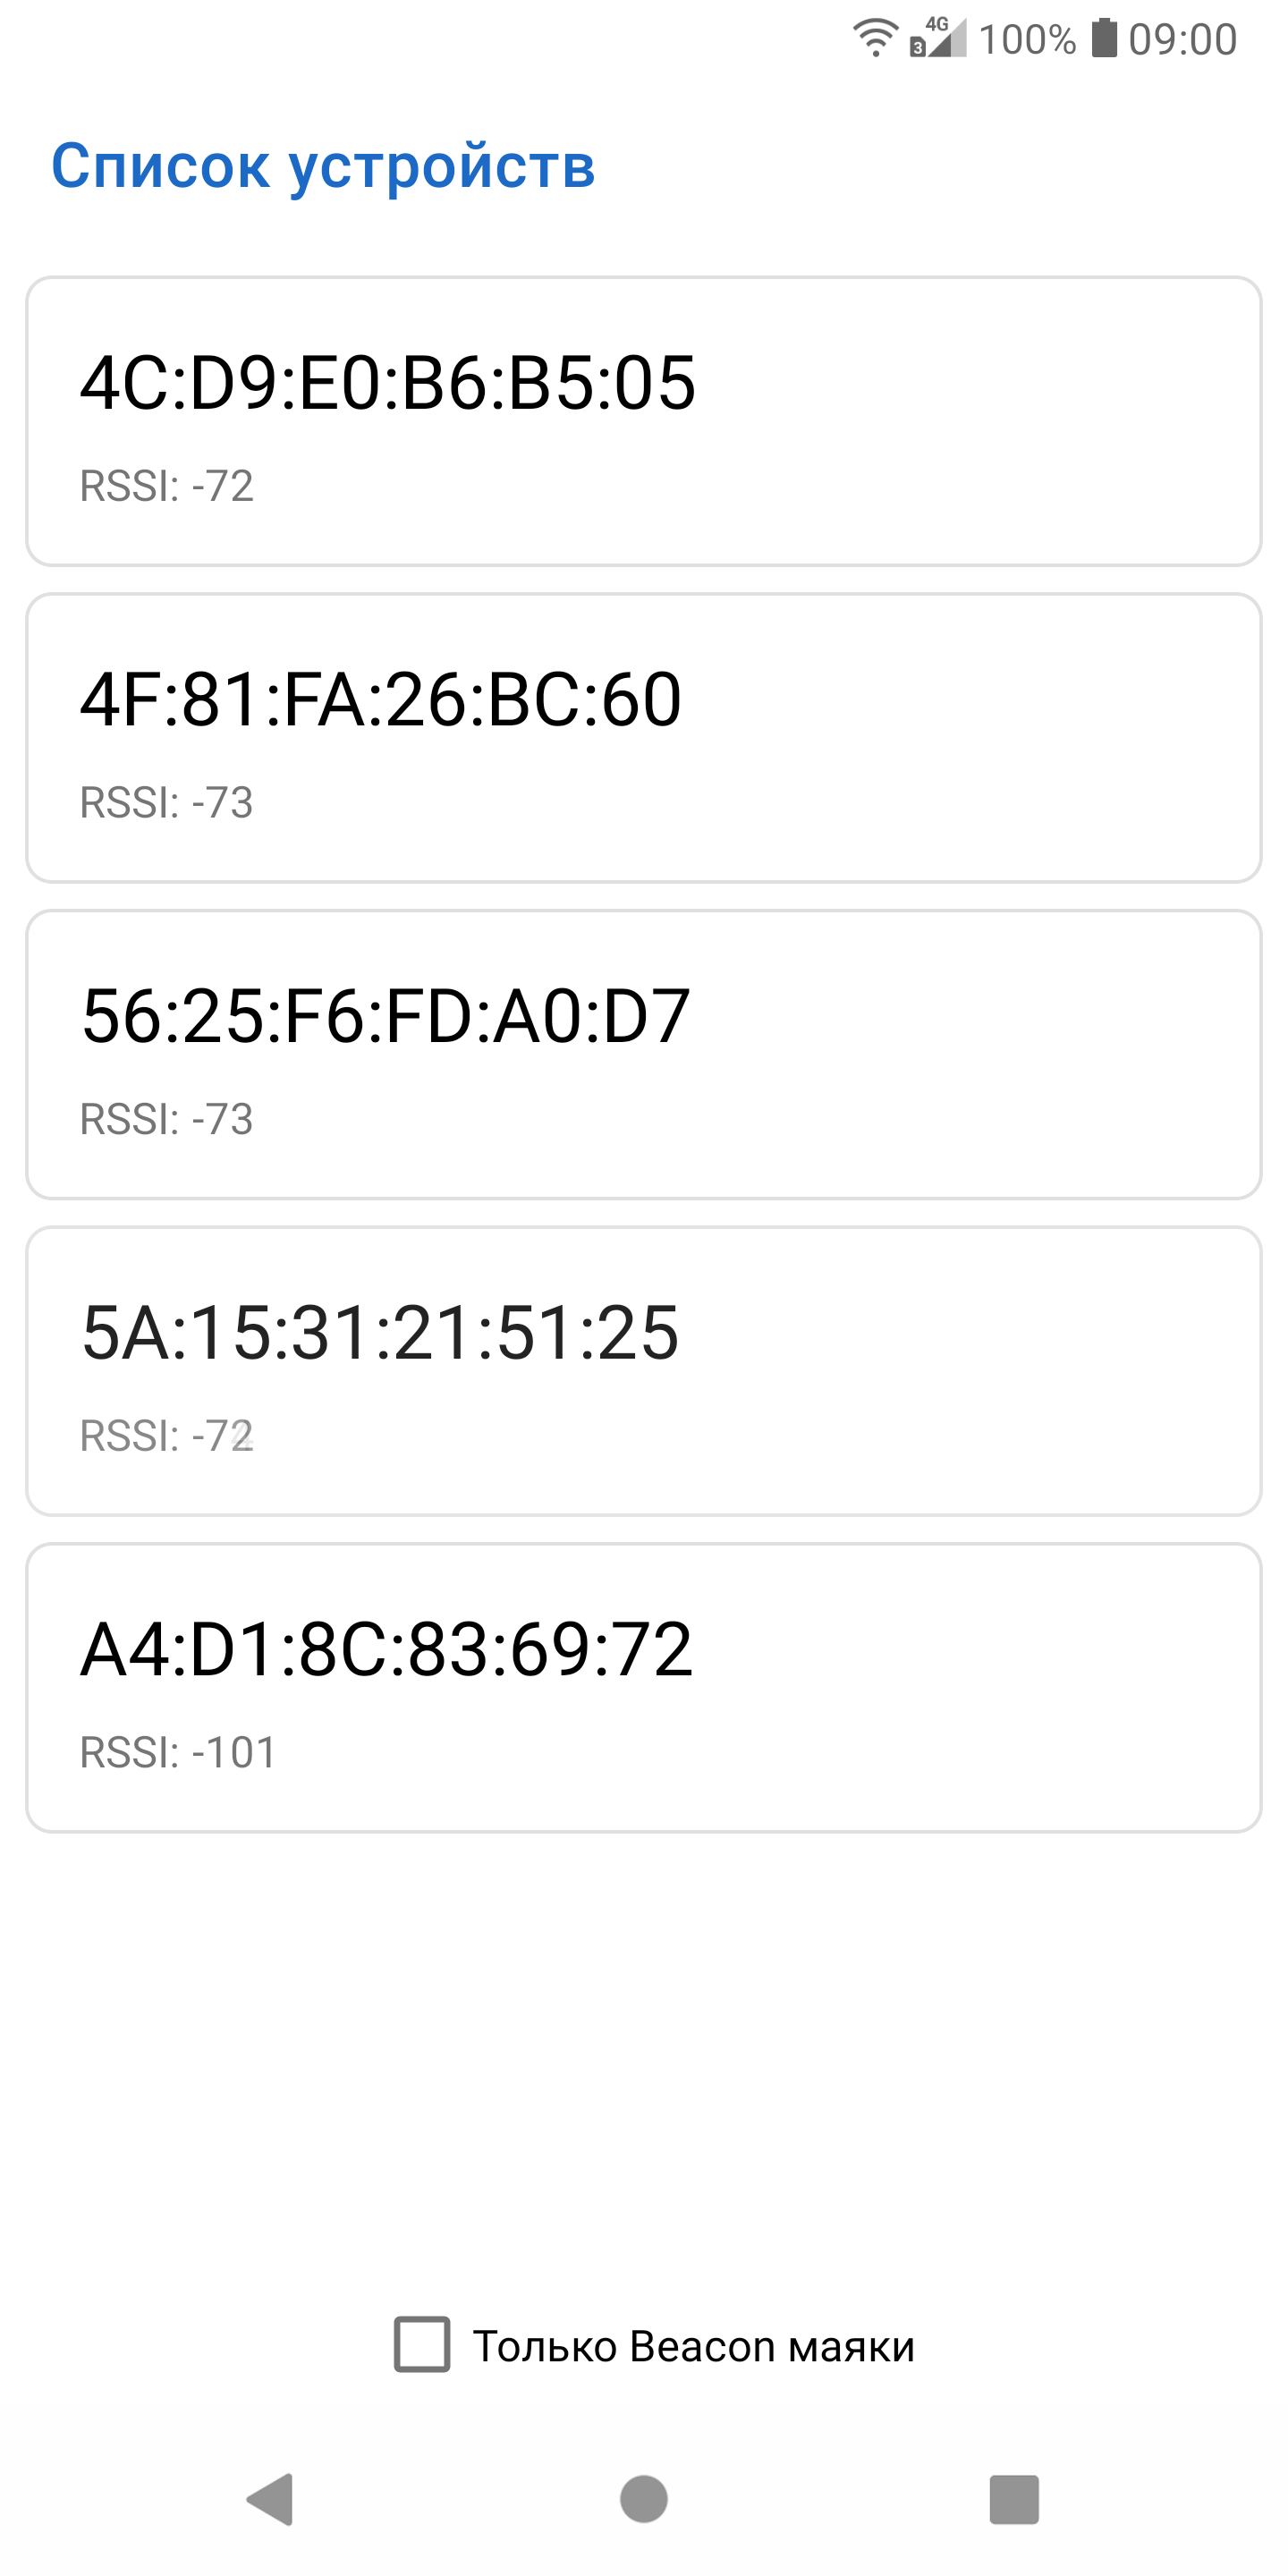 4G
3
100%
09:00
Список устройств
4C:D9:E0:B6:B5:05
RSSI: -72
4F:81:FA:26:BC:60
RSSI: -73
56:25:F6:FD:A0:D7
RSSI: -73
5A:15:31:21:51:25
RSSI: -72
A4:D1:8C:83:69:72
RSSI: -101
Только Beacon маяки